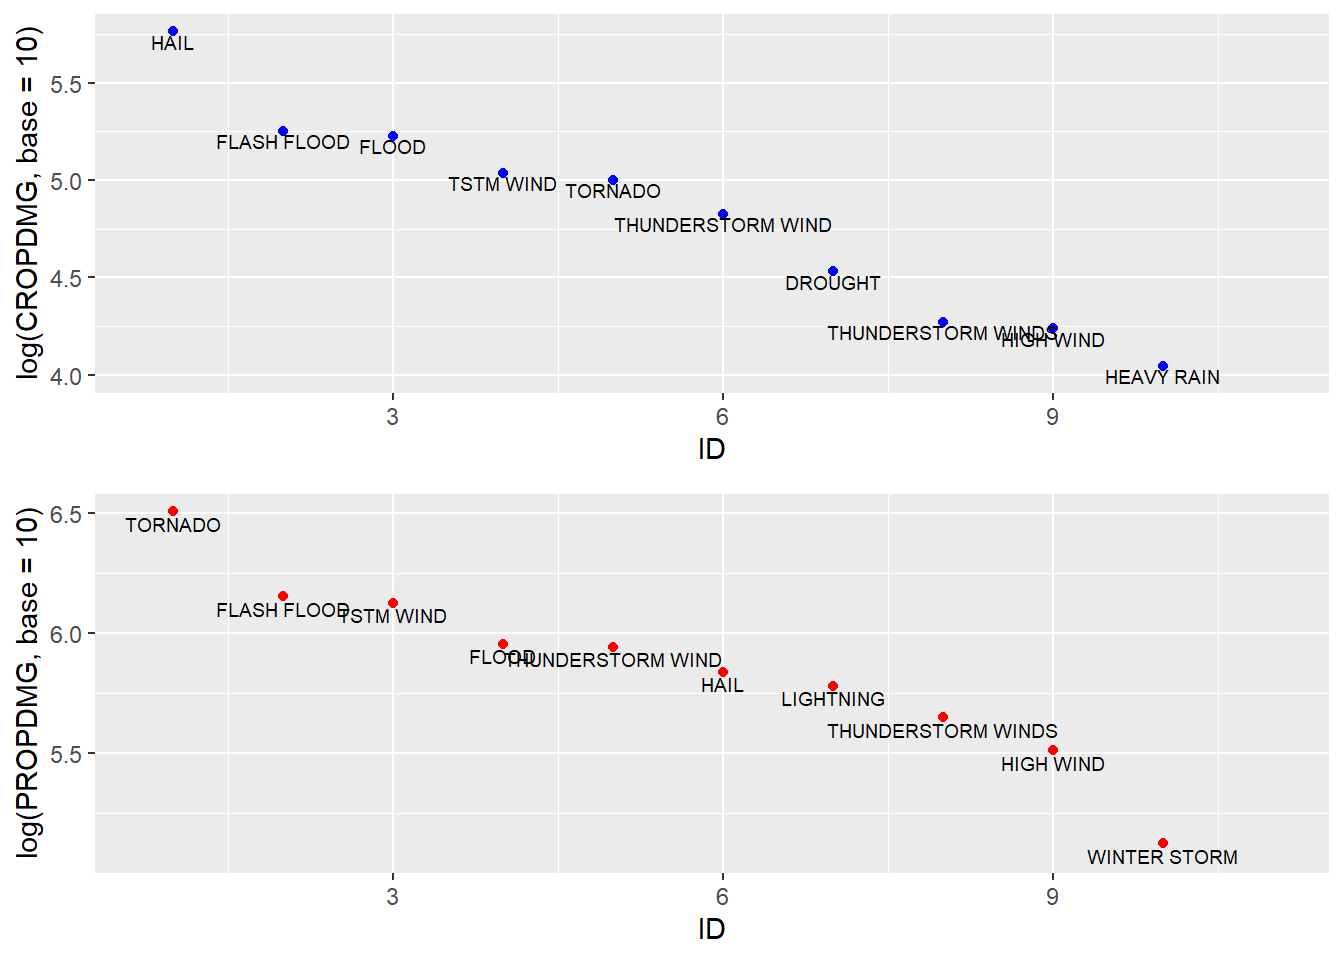 log(CROPDMG, base = 10)
5.5
5.0
4.5
4.0
HAIL
FLASH FLOOD
FLOOD
TSTM WIND
TORNADO
THUNDERSTORM WIND
DROUGHT
THUNDERSTORM WINDS
HIGH WIND
HEAVY RAIN
3 6 9
ID
log(PROPDMG, base = 10)
6.5
6.0
5.5
TORNADO
FLASH FLOOD
TSTM WIND
FLOOD
THUNDERSTORM WIND
HAIL
LIGHTNING
THUNDERSTORM WINDS
HIGH WIND
WINTER STORM
3 6 9
ID